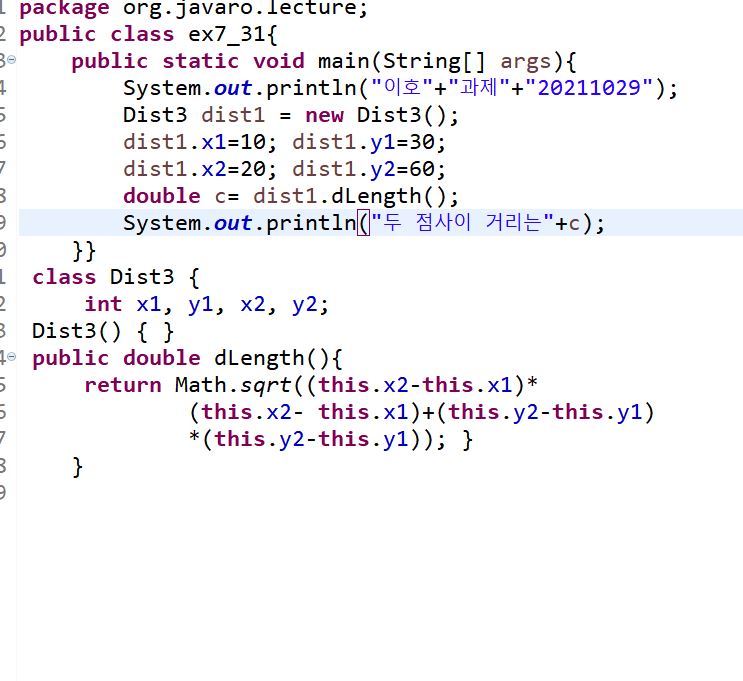 1 package org.javaro.lecture;
2 public class ex7_31{
3 public static void main(String[] args){
4 System.out.println("이호"+"과제"+"20211029");
5 Dist3 dist1 = new Dist3();
6 dist1.x1=10; dist1.y1=30;
7 dist1.x2=20; dist1.y2=60;
8 double c= dist1.dLength();
9 System.out.println("두 점사이 거리는"+c);
0 }}
1 class Dist3 {
2 int x1, y1, x2, y2;
3 Dist3() { }
4 public double dLength(){
5 return Math.sqrt((this.x2-this.x1)*
6 (this.x2- this.x1)+(this.y2-this.y1)
7 *(this.y2-this.y1)); }
8 }
9